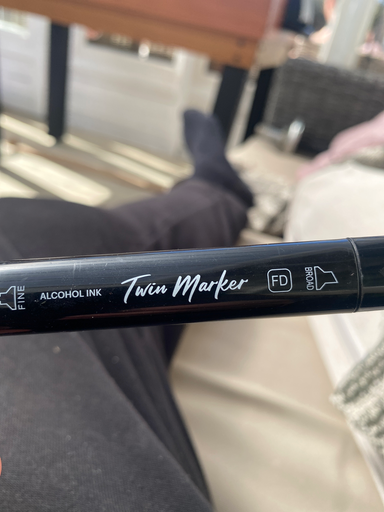 FINE
ALCOHOL INK
Twin Marker
FD
BROAD